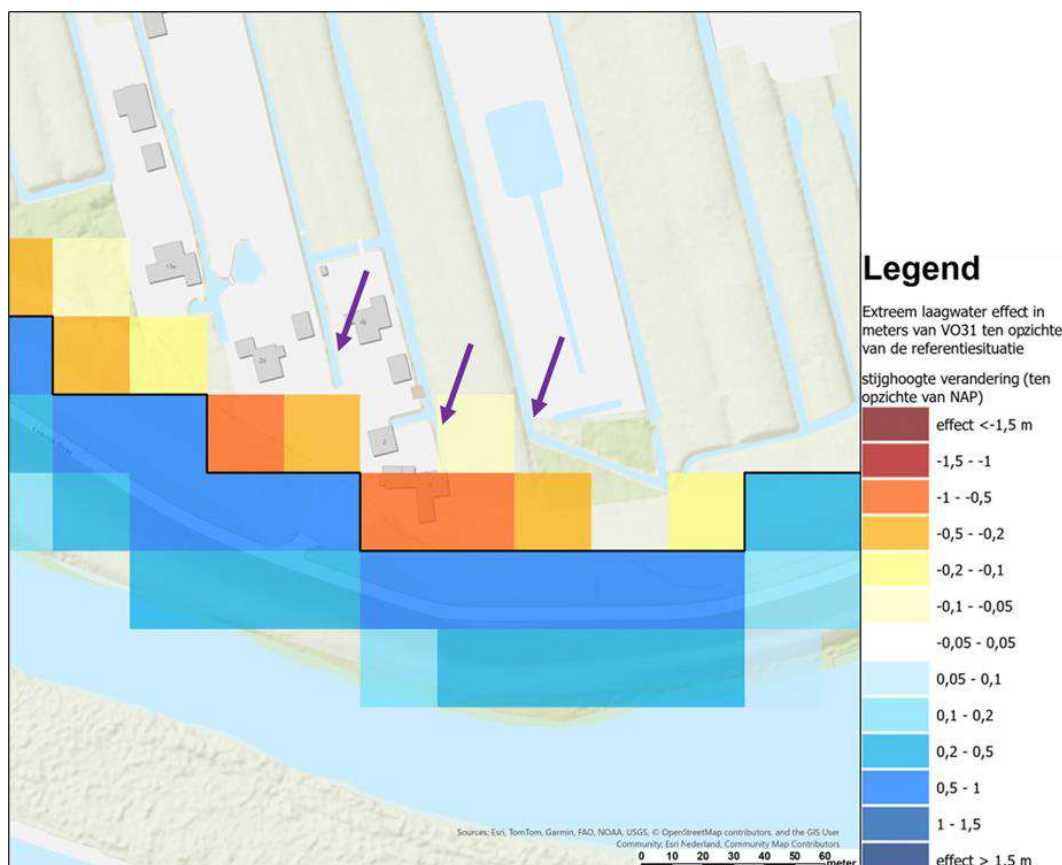 13a
2a
2
Legend
Extreem laagwater effect in
meters van VO31 ten opzichte
van de referentiesituatie
stijghoogte verandering (ten
opzichte van NAP)
effect <-1,5 m
-1,5 - -1
-1 - -0,5
-0,5 - -0,2
-0,2 - -0,1
-0,1 - -0,05
-0,05 - 0,05
0,05 - 0,1
0,1 - 0,2
0,2 - 0,5
0,5 - 1
1 - 1,5
effect > 1,5 m
Sources: Esri, TomTom, Garmin, FAO, NOAA, USGS, © OpenStreetMap contributors, and the GIS User
Community; Esri Nederland, Community Map Contributors
0 10 20 30 40 50 60
meter